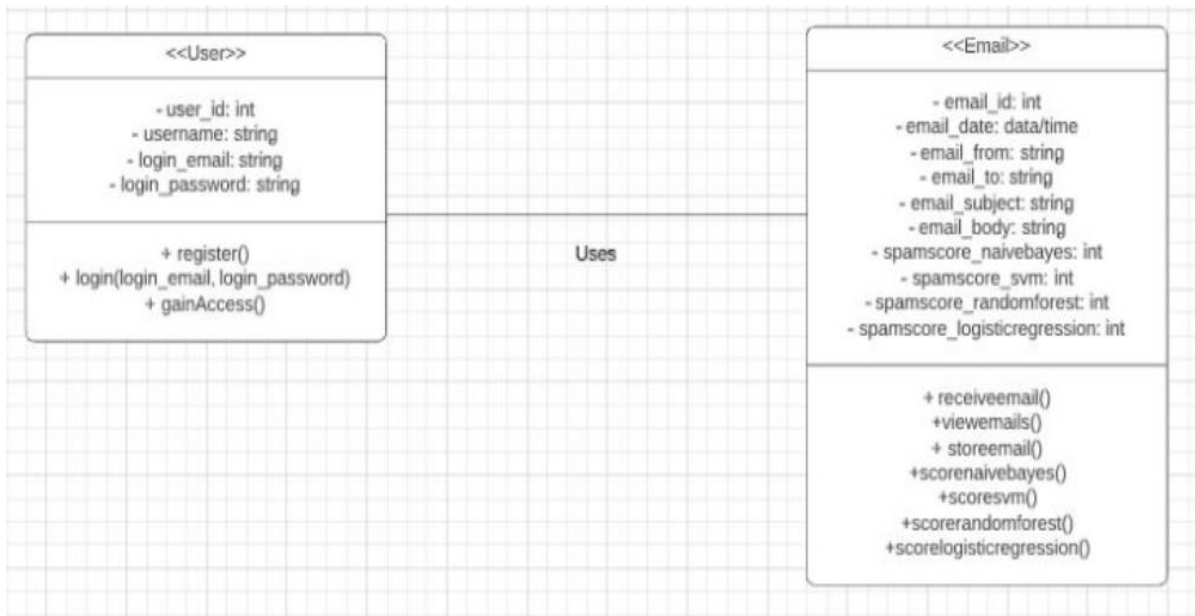 <<User>>
- user_id: int
- username: string
- login_email: string
- login_password: string
+ register()
+ login(login_email, login_password)
+ gainAccess()
Uses
<<Email>>
- email_id: int
- email_date: data/time
- email_from: string
- email_to: string
- email_subject: string
- email_body: string
- spamscore_naivebayes: int
- spamscore_svm: int
- spamscore_randomforest: int
- spamscore_logisticregression: int
+ receiveemail()
+viewemails()
+ storeemail()
+scorenaivebayes()
+scoresvm()
+scorerandomforest()
+scorelogisticregression()